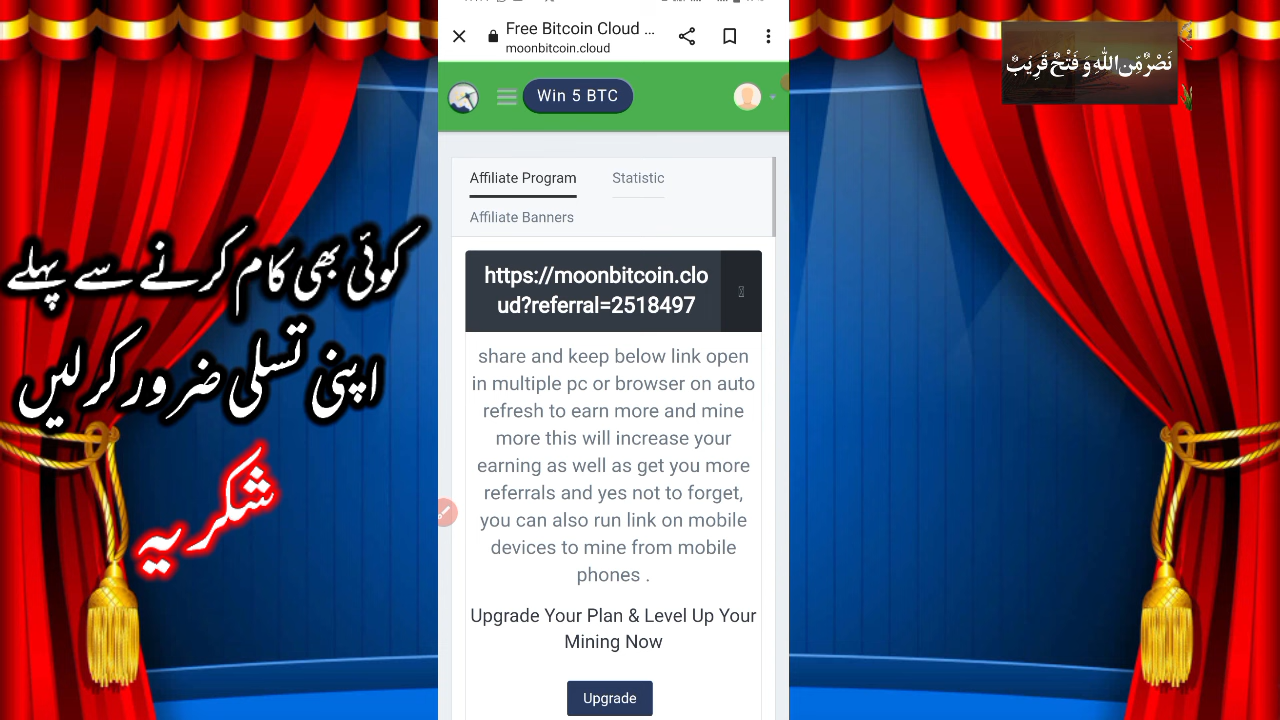 Free Bitcoin Cloud ...
moonbitcoin.cloud
Win 5 BTC
Affiliate Program
Statistic
Affiliate Banners
https://moonbitcoin.clo
ud?referral=2518497
share and keep below link open
in multiple pc or browser on auto
refresh to earn more and mine
more this will increase your
earning as well as get you more
referrals and yes not to forget,
you can also run link on mobile
devices to mine from mobile
phones .
Upgrade Your Plan & Level Up Your
Mining Now
Upgrade
کوئی بھی کام کرنے سے پہلے
اپنی تسلی ضرور کرلیں
شکریہ
نَصْرٌ مِّنَ اللّٰهِ وَ فَتْحٌ قَرِيْبٌ